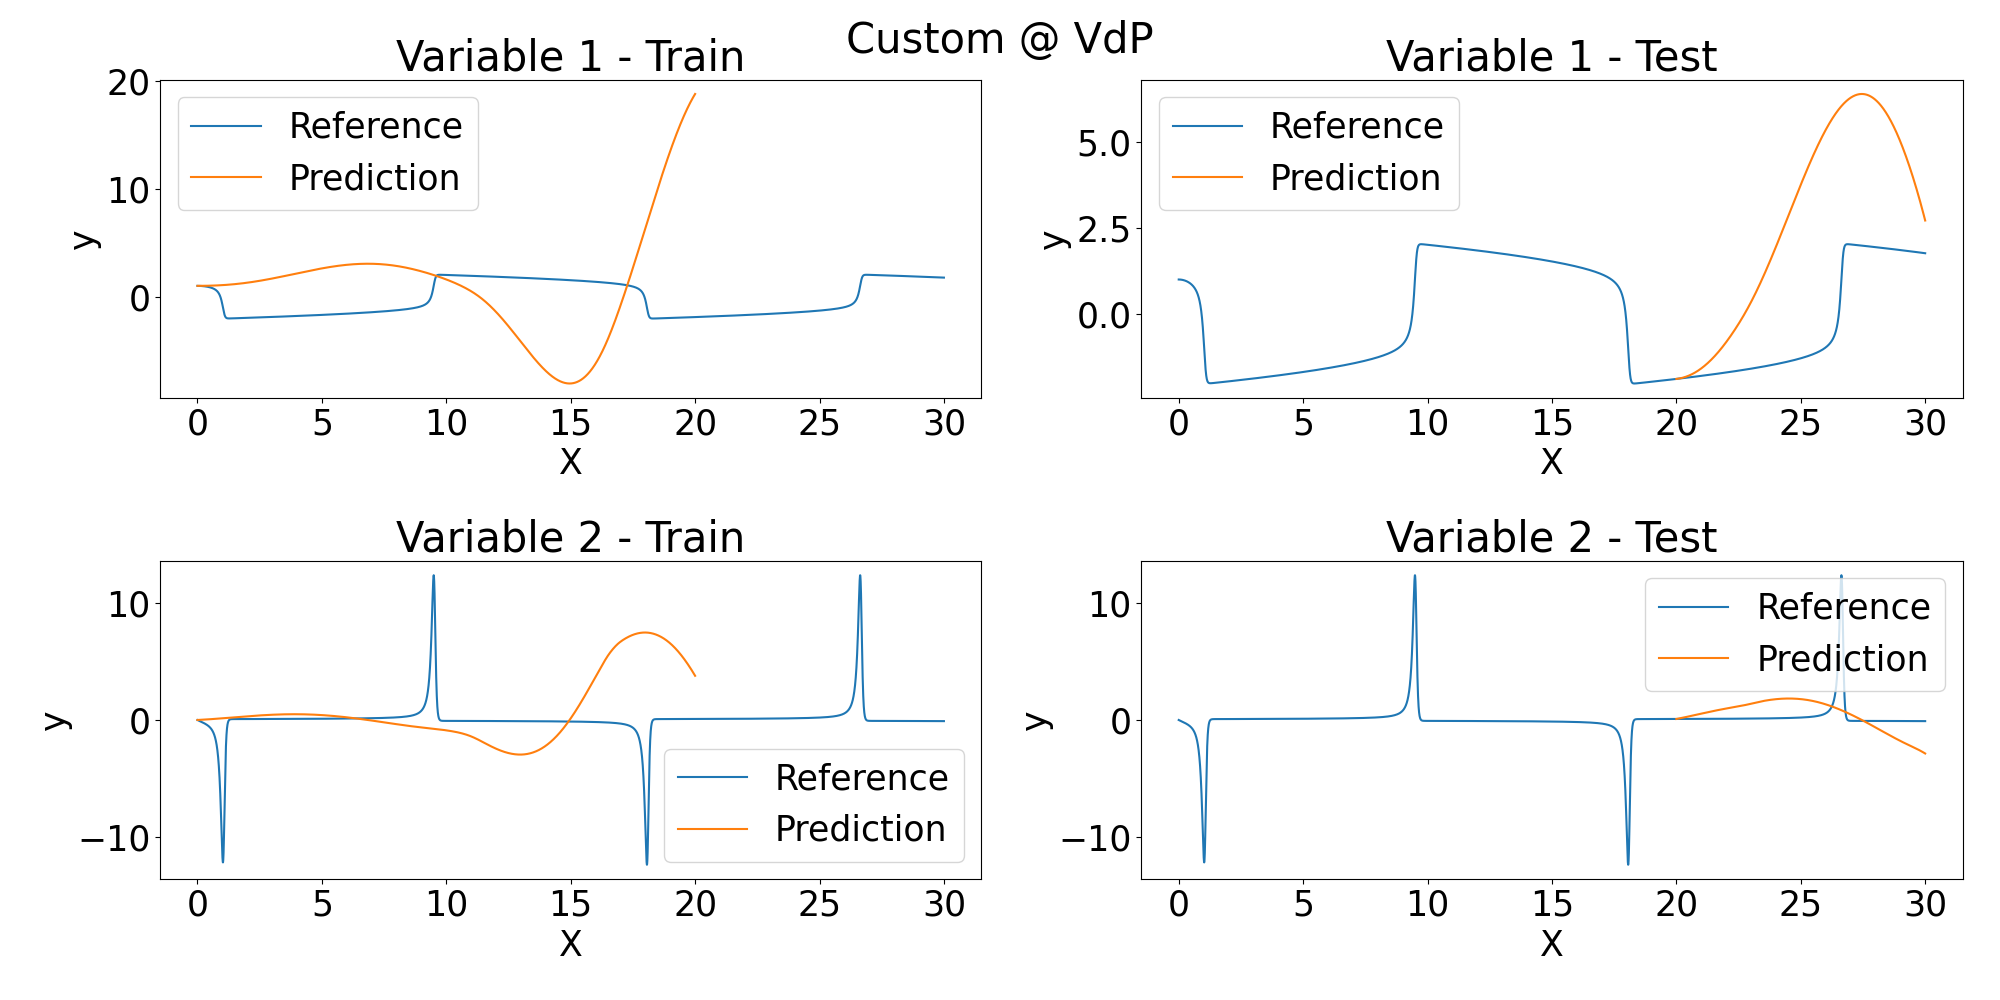 Custom @ VdP
Variable 1 - Train
20
10
0
y
Reference
Prediction
0 5 10 15 20 25 30
X
Variable 1 - Test
5.0
2.5
0.0
y
Reference
Prediction
0 5 10 15 20 25 30
X
Variable 2 - Train
10
0
−10
y
Reference
Prediction
0 5 10 15 20 25 30
X
Variable 2 - Test
10
0
−10
y
Reference
Prediction
0 5 10 15 20 25 30
X